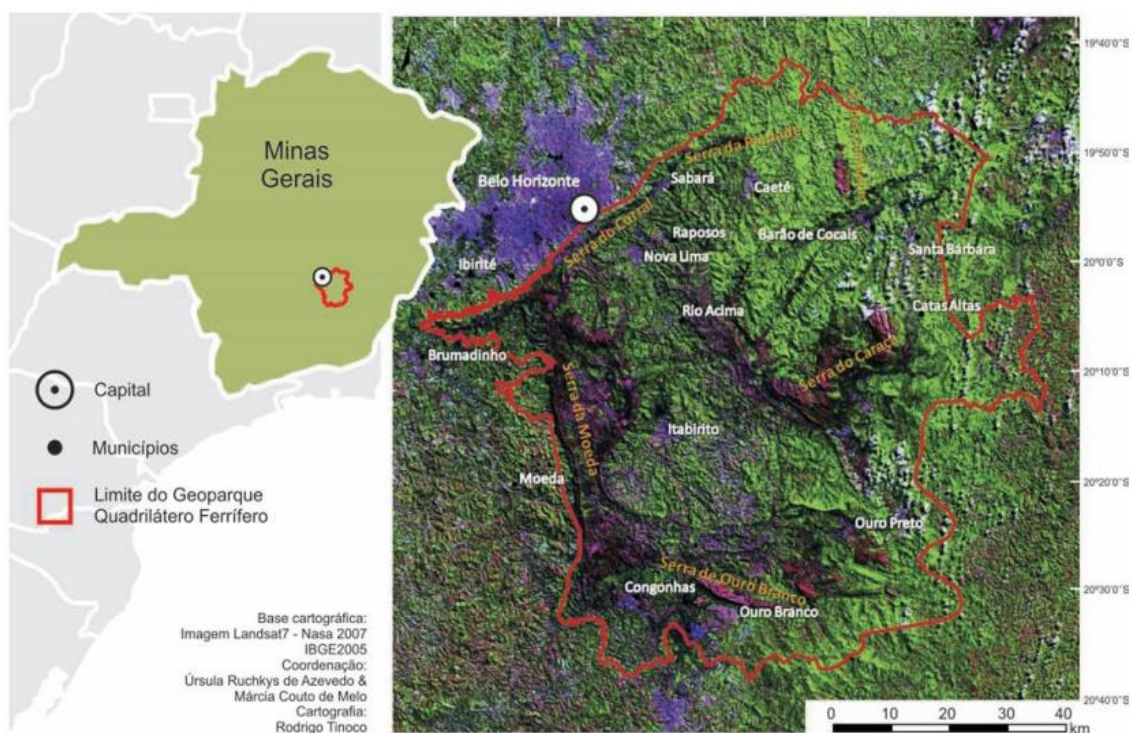 Minas
Gerais
Capital
Municípios
Limite do Geoparque
Quadrilátero Ferrífero
Base cartográfica:
Imagem Landsat7 - Nasa 2007
IBGE2005
Coordenação:
Úrsula Ruchkys de Azevedo &
Márcia Couto de Melo
Cartografia:
Rodrigo Tinoco
Belo Horizonte
Serra da Piedade
Sabará
Caeté
Serra do Curral
Raposos
Barão de Cocais
Nova Lima
Santa Bárbara
Ibirité
Rio Acima
Catas Altas
Brumadinho
Serra do Caraça
Serra da Moeda
Itabirito
Moeda
Ouro Preto
Serra de Ouro Branco
Congonhas
Ouro Branco
19°40'0"S
19°50'0"S
20°0'0"S
20°10'0"S
20°20'0"S
20°30'0"S
20°40'0"S
0 10 20 30 40
km